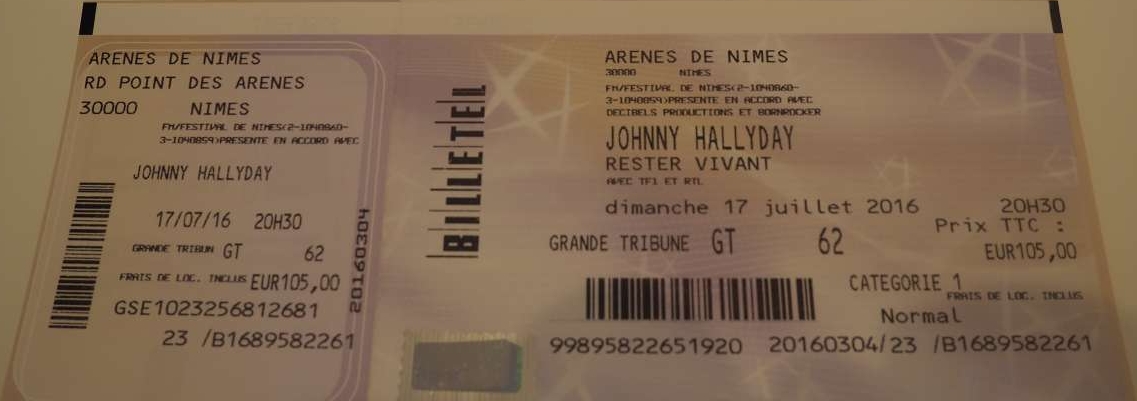 ARENES DE NIMES
RD POINT DES ARENES
30000 NIMES
FM/FESTIVAL DE NIMES(2-1040860-
3-1040859)PRESENTE EN ACCORD AVEC
JOHNNY HALLYDAY
17/07/16 20H30
GRANDE TRIBUN GT 62
FRAIS DE LOC. INCLUS EUR105,00
GSE1023256812681
23 /B1689582261
20160304
BILLETEL
ARENES DE NIMES
30000 NIMES
FM/FESTIVAL DE NIMES(2-1040860-
3-1040859)PRESENTE EN ACCORD AVEC
DECIBELS PRODUCTIONS ET BORNROCKER
JOHNNY HALLYDAY
RESTER VIVANT
AVEC TF1 ET RTL
dimanche 17 juillet 2016 20H30
Prix TTC :
GRANDE TRIBUNE GT 62 EUR105,00
CATEGORIE 1
FRAIS DE LOC. INCLUS
Normal
99895822651920 20160304/23 /B1689582261